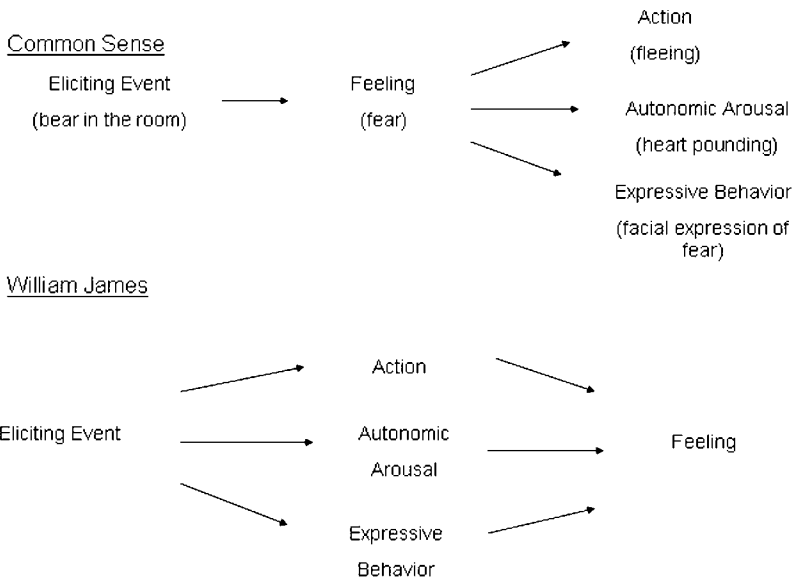 Common Sense
Eliciting Event
(bear in the room)
Feeling
(fear)
Action
(fleeing)
Autonomic Arousal
(heart pounding)
Expressive Behavior
(facial expression of
fear)
William James
Eliciting Event
Action
Autonomic
Arousal
Expressive
Behavior
Feeling